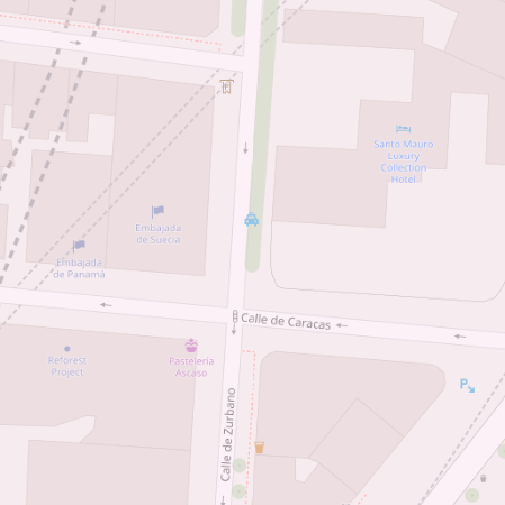 Santo Mauro
Luxury
Collection
Hotel
Embajada
de Suecia
Embajada
de Panamá
Calle de Caracas
Reforest
Project
Pastelería
Ascaso
P
Calle de Zurbano